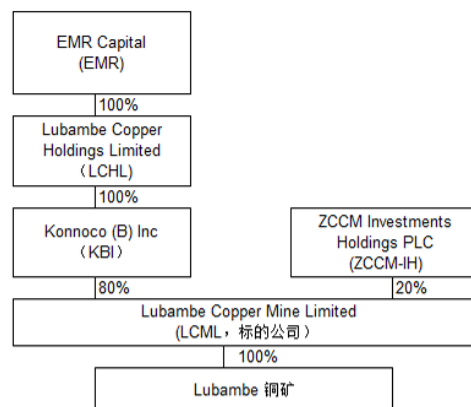 EMR Capital
(EMR)
100%
Lubambe Copper
Holdings Limited
（LCHL)
100%
Konnoco (B) Inc
（KBI）
ZCCM Investments
Holdings PLC
(ZCCM-IH)
80%
20%
Lubambe Copper Mine Limited
(LCML，标的公司）
100%
Lubambe 铜矿